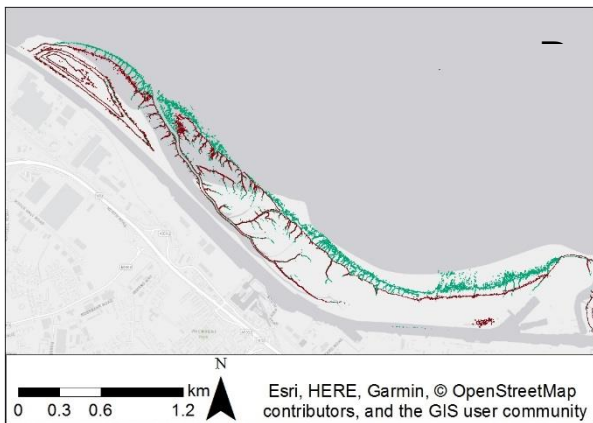 N
km
0 0.3 0.6 1.2
Esri, HERE, Garmin, © OpenStreetMap
contributors, and the GIS user community